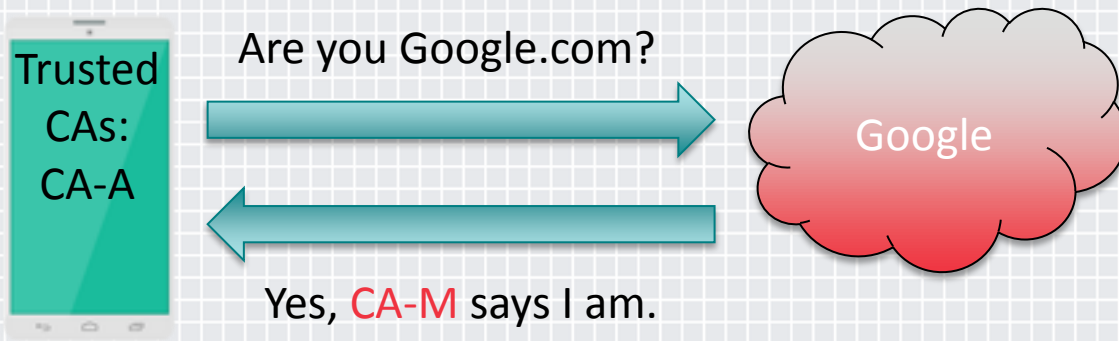 Trusted
CAs:
CA-A
Are you Google.com?
Google
Yes, CA-M says I am.